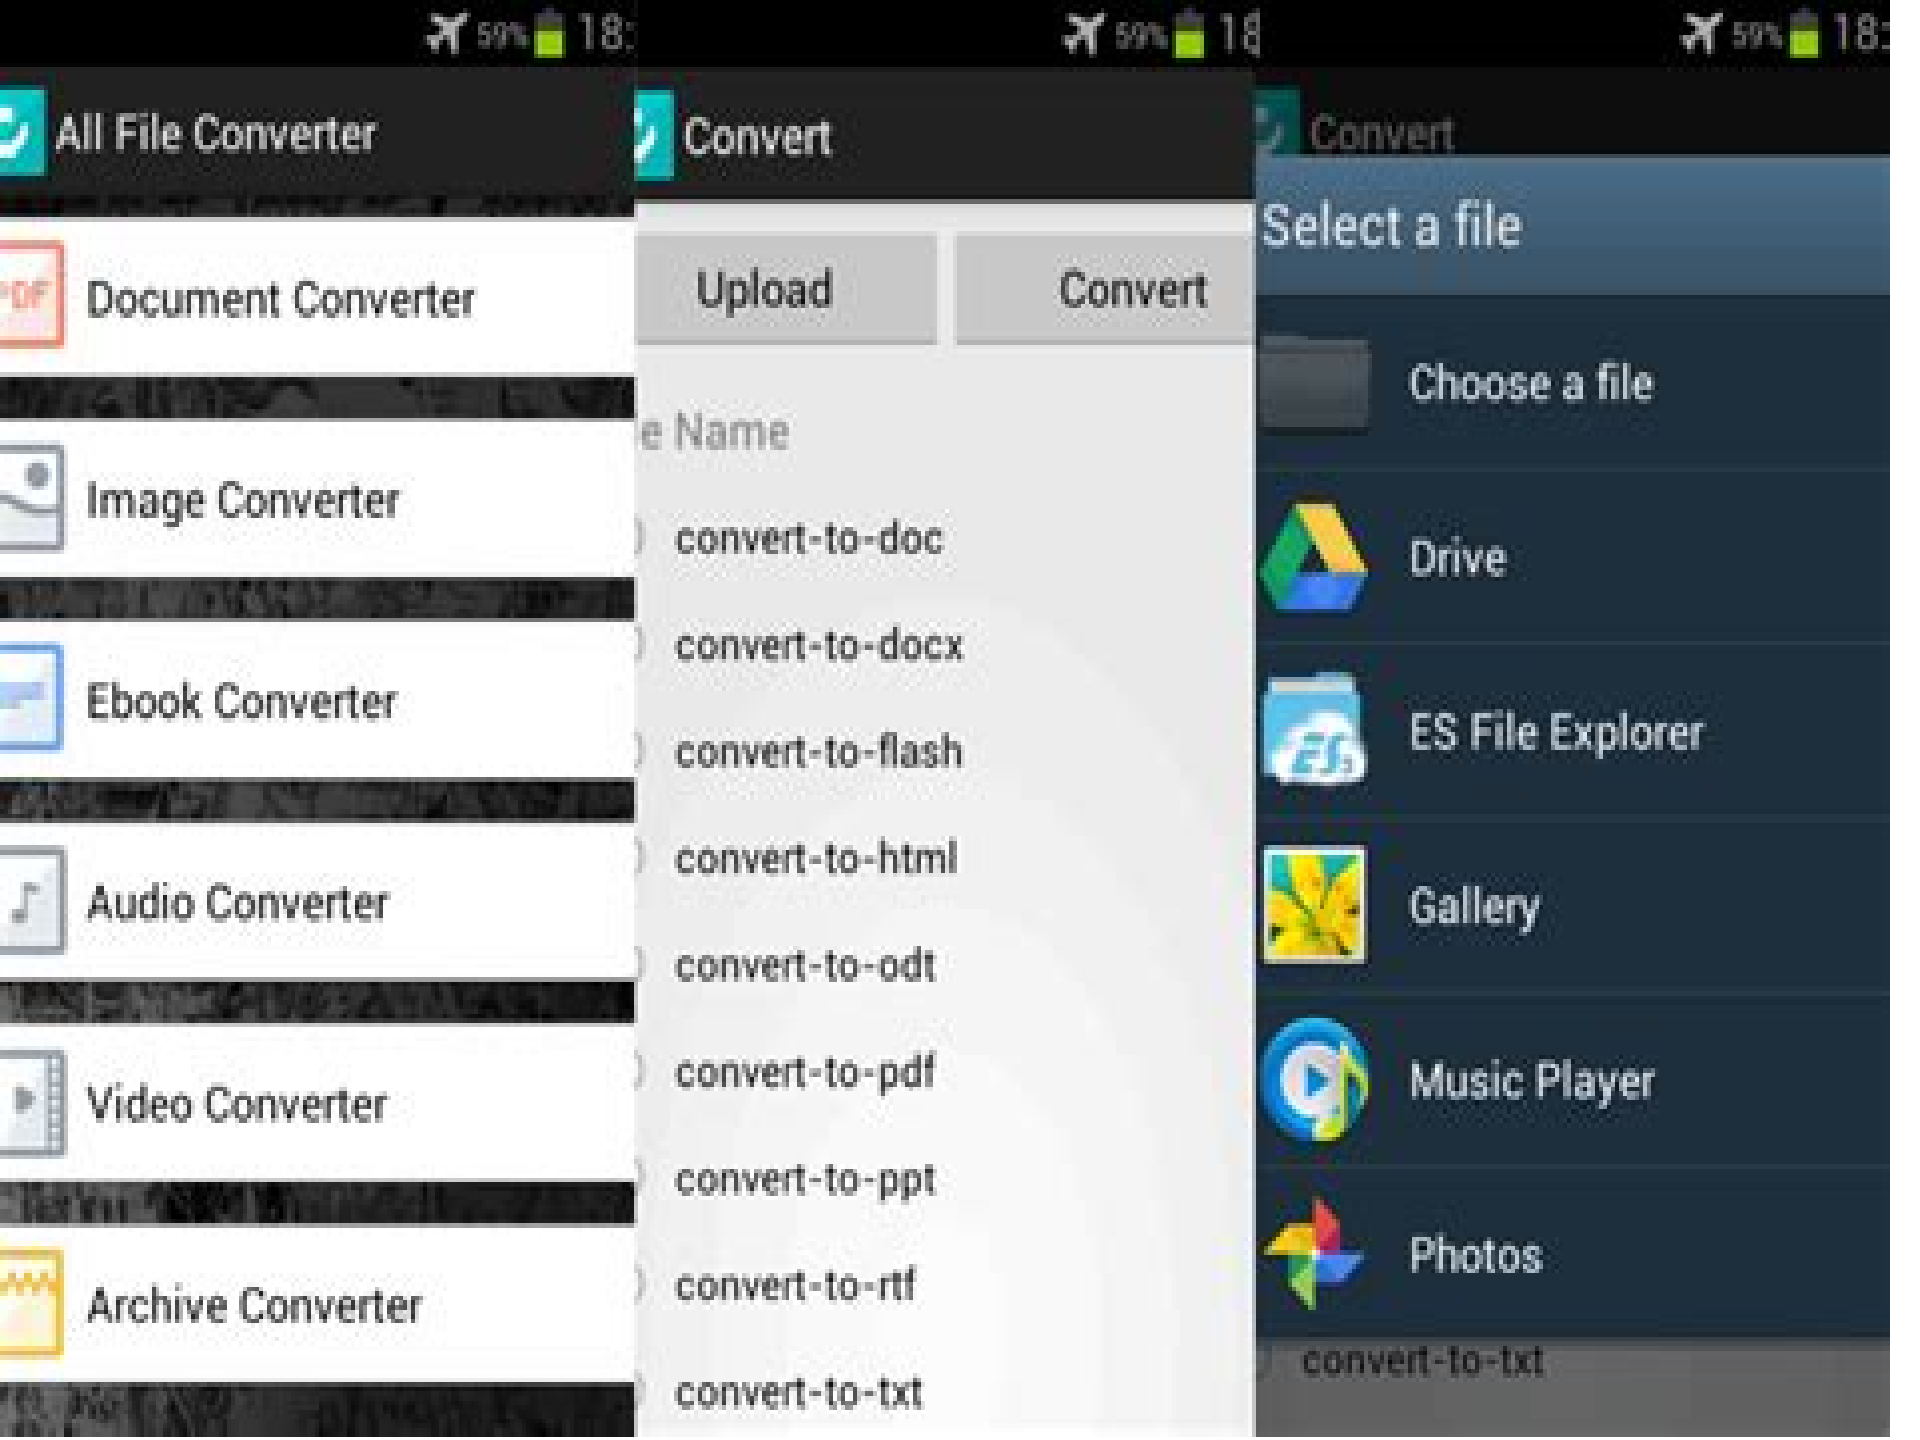 59% 18:
All File Converter
PDF
Document Converter
Image Converter
Ebook Converter
Audio Converter
Video Converter
Archive Converter
59% 18
Convert
Upload
Convert
e Name
convert-to-doc
convert-to-docx
convert-to-flash
convert-to-html
convert-to-odt
convert-to-pdf
convert-to-ppt
convert-to-rtf
convert-to-txt
59% 18:
Convert
Select a file
Choose a file
Drive
ES File Explorer
ES
Gallery
Music Player
Photos
convert-to-txt